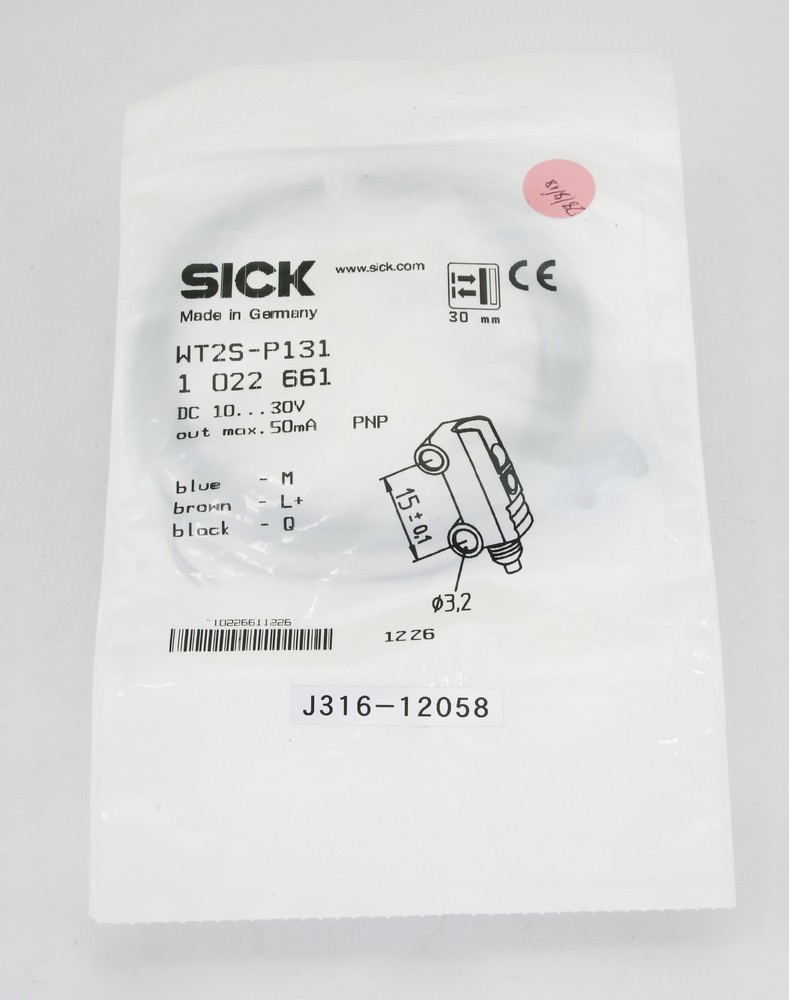 SICK www.sick.com CE
Made in Germany
30 mm
WT2S-P131
1 022 661
DC 10...30V
out max. 50mA PNP
blue - M
brown - L+
black - Q
15±0,1
ø3,2
*10226611226*
1226
J316-12058